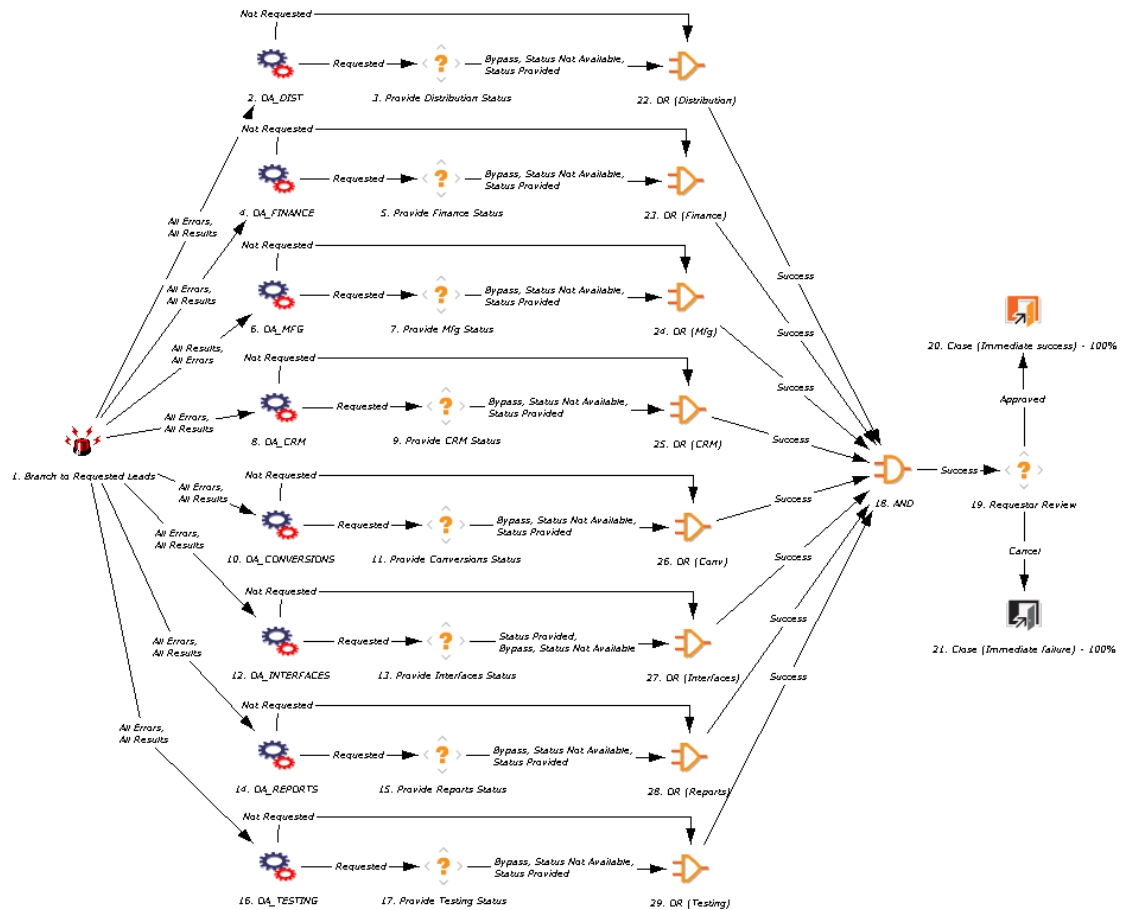 Not Requested
Requested
Bypass, Status Not Available,
Status Provided
2. OA_DIST
3. Provide Distribution Status
22. OR (Distribution)
Not Requested
Requested
Bypass, Status Not Available,
Status Provided
4. OA_FINANCE
5. Provide Finance Status
23. OR (Finance)
All Errors,
All Results
Not Requested
Requested
Bypass, Status Not Available,
Status Provided
Success
All Errors,
All Results
6. OA_MFG
7. Provide Mfg Status
24. OR (Mfg)
Success
20. Close (Immediate success) - 100%
All Results,
All Errors
Not Requested
Requested
Bypass, Status Not Available,
Status Provided
Success
Approved
All Errors,
All Results
8. OA_CRM
9. Provide CRM Status
25. OR (CRM)
Success
1. Branch to Requested Leads
Not Requested
Success
18. AND
19. Requestor Review
All Errors,
All Results
Requested
Bypass, Status Not Available,
Status Provided
Success
All Errors,
All Results
10. OA_CONVERSIONS
11. Provide Conversions Status
26. OR (Conv)
Success
Cancel
Not Requested
Requested
Status Provided,
Bypass, Status Not Available
Success
All Errors,
All Results
12. OA_INTERFACES
13. Provide Interfaces Status
27. OR (Interfaces)
Success
21. Close (Immediate failure) - 100%
Not Requested
Requested
Bypass, Status Not Available,
Status Provided
All Errors,
All Results
14. OA_REPORTS
15. Provide Reports Status
28. OR (Reports)
Not Requested
Requested
Bypass, Status Not Available,
Status Provided
16. OA_TESTING
17. Provide Testing Status
29. OR (Testing)